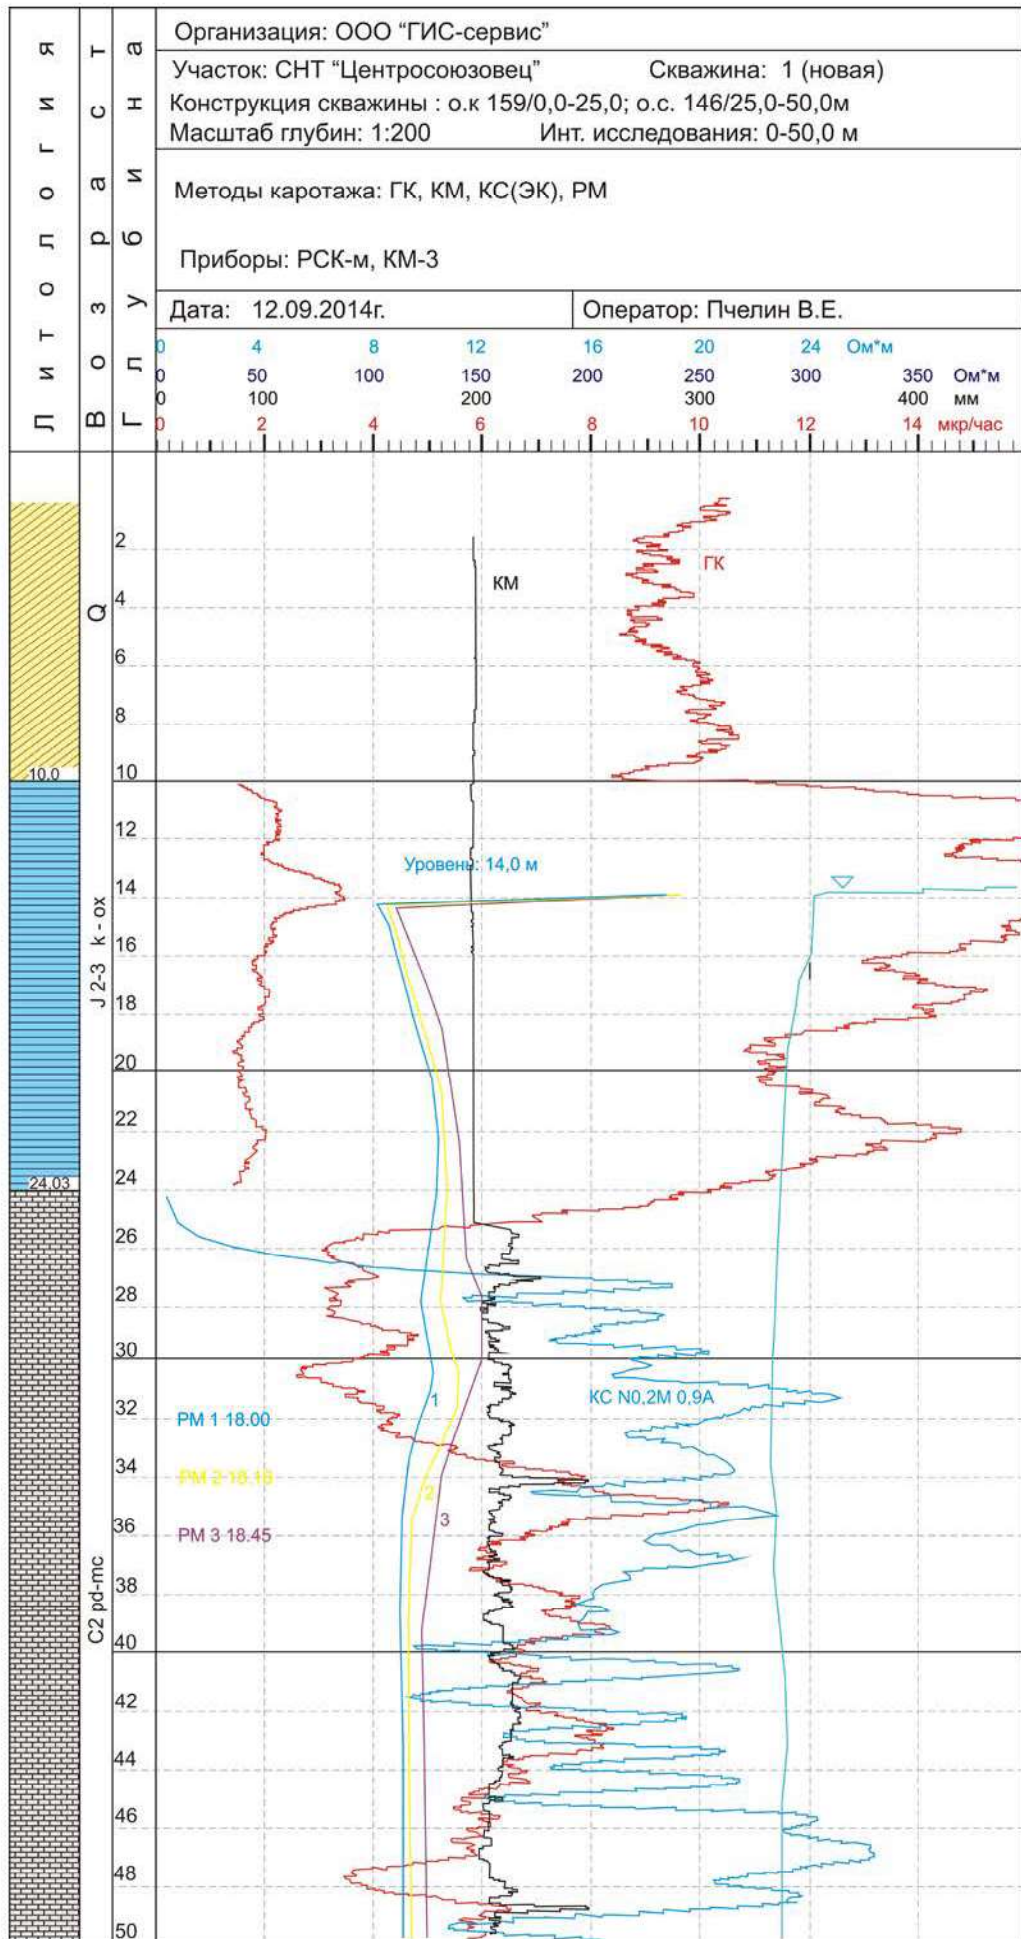 Литология
Возраст
Глубина
Организация: ООО “ГИС-сервис”
Участок: СНТ “Центросоюзовец” Скважина: 1 (новая)
Конструкция скважины : о.к 159/0,0-25,0; о.с. 146/25,0-50,0м
Масштаб глубин: 1:200 Инт. исследования: 0-50,0 м
Методы каротажа: ГК, КМ, КС(ЭК), РМ
Приборы: РСК-м, КМ-3
Дата: 12.09.2014г. Оператор: Пчелин В.Е.
0 4 8 12 16 20 24 Ом*м
0 50 100 150 200 250 300 350 Ом*м
0 100 200 300 400 мм
0 2 4 6 8 10 12 14 мкр/час
2
ГК
КМ
4
Q
6
8
10.0
10
12
Уровень: 14,0 м
14
16
J 2-3 k - ox
18
20
22
24.03
24
26
28
30
1
КС N0,2M 0,9A
32
РМ 1 18.00
34
РМ 2 18.18
2
36
РМ 3 18.45
3
38
C2 pd-mc
40
42
44
46
48
50